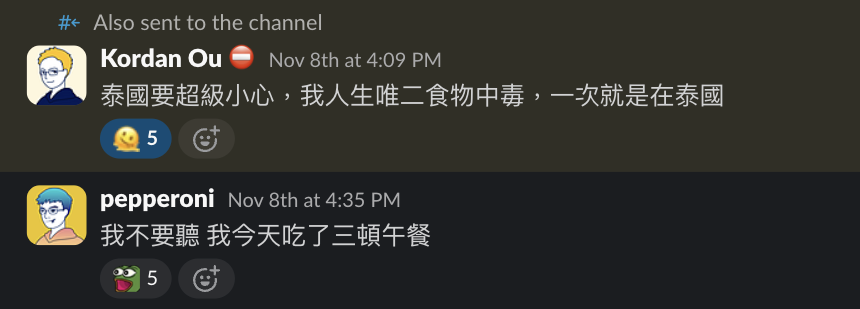 Also sent to the channel
Kordan Ou Nov 8th at 4:09 PM
泰國要超級小心，我人生唯二食物中毒，一次就是在泰國
5
pepperoni Nov 8th at 4:35 PM
我不要聽 我今天吃了三頓午餐
5